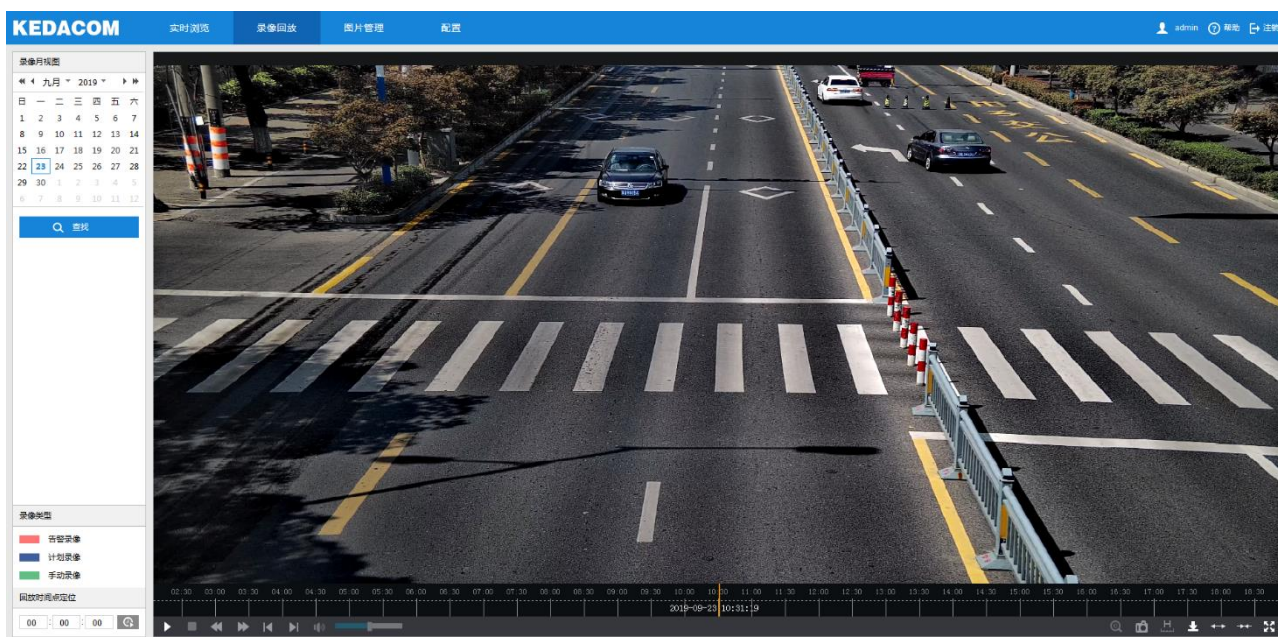 KEDACOM 实时浏览 录像回放 图片管理 配置 admin 帮助
录像月视图
九月 2019
日 一 二 三 四 五 六
1 2 3 4 5 6 7
8 9 10 11 12 13 14
15 16 17 18 19 20 21
22 23 24 25 26 27 28
29 30 1 2 3 4 5
6 7 8 9 10 11 12
查找
录像类型
告警录像
计划录像
手动录像
回放时间点定位
00 : 00 : 00
02:30 03:00 03:30 04:00 04:30 05:00 05:30 06:00 06:30 07:00 07:30 08:00 08:30 09:00 09:30 10:00 10:30 11:00 11:30 12:00 12:30 13:00 13:30 14:00 14:30 15:00 15:30 16:00 16:30 17:00 17:30 18:00 18:30
2019-09-23 10:31:19